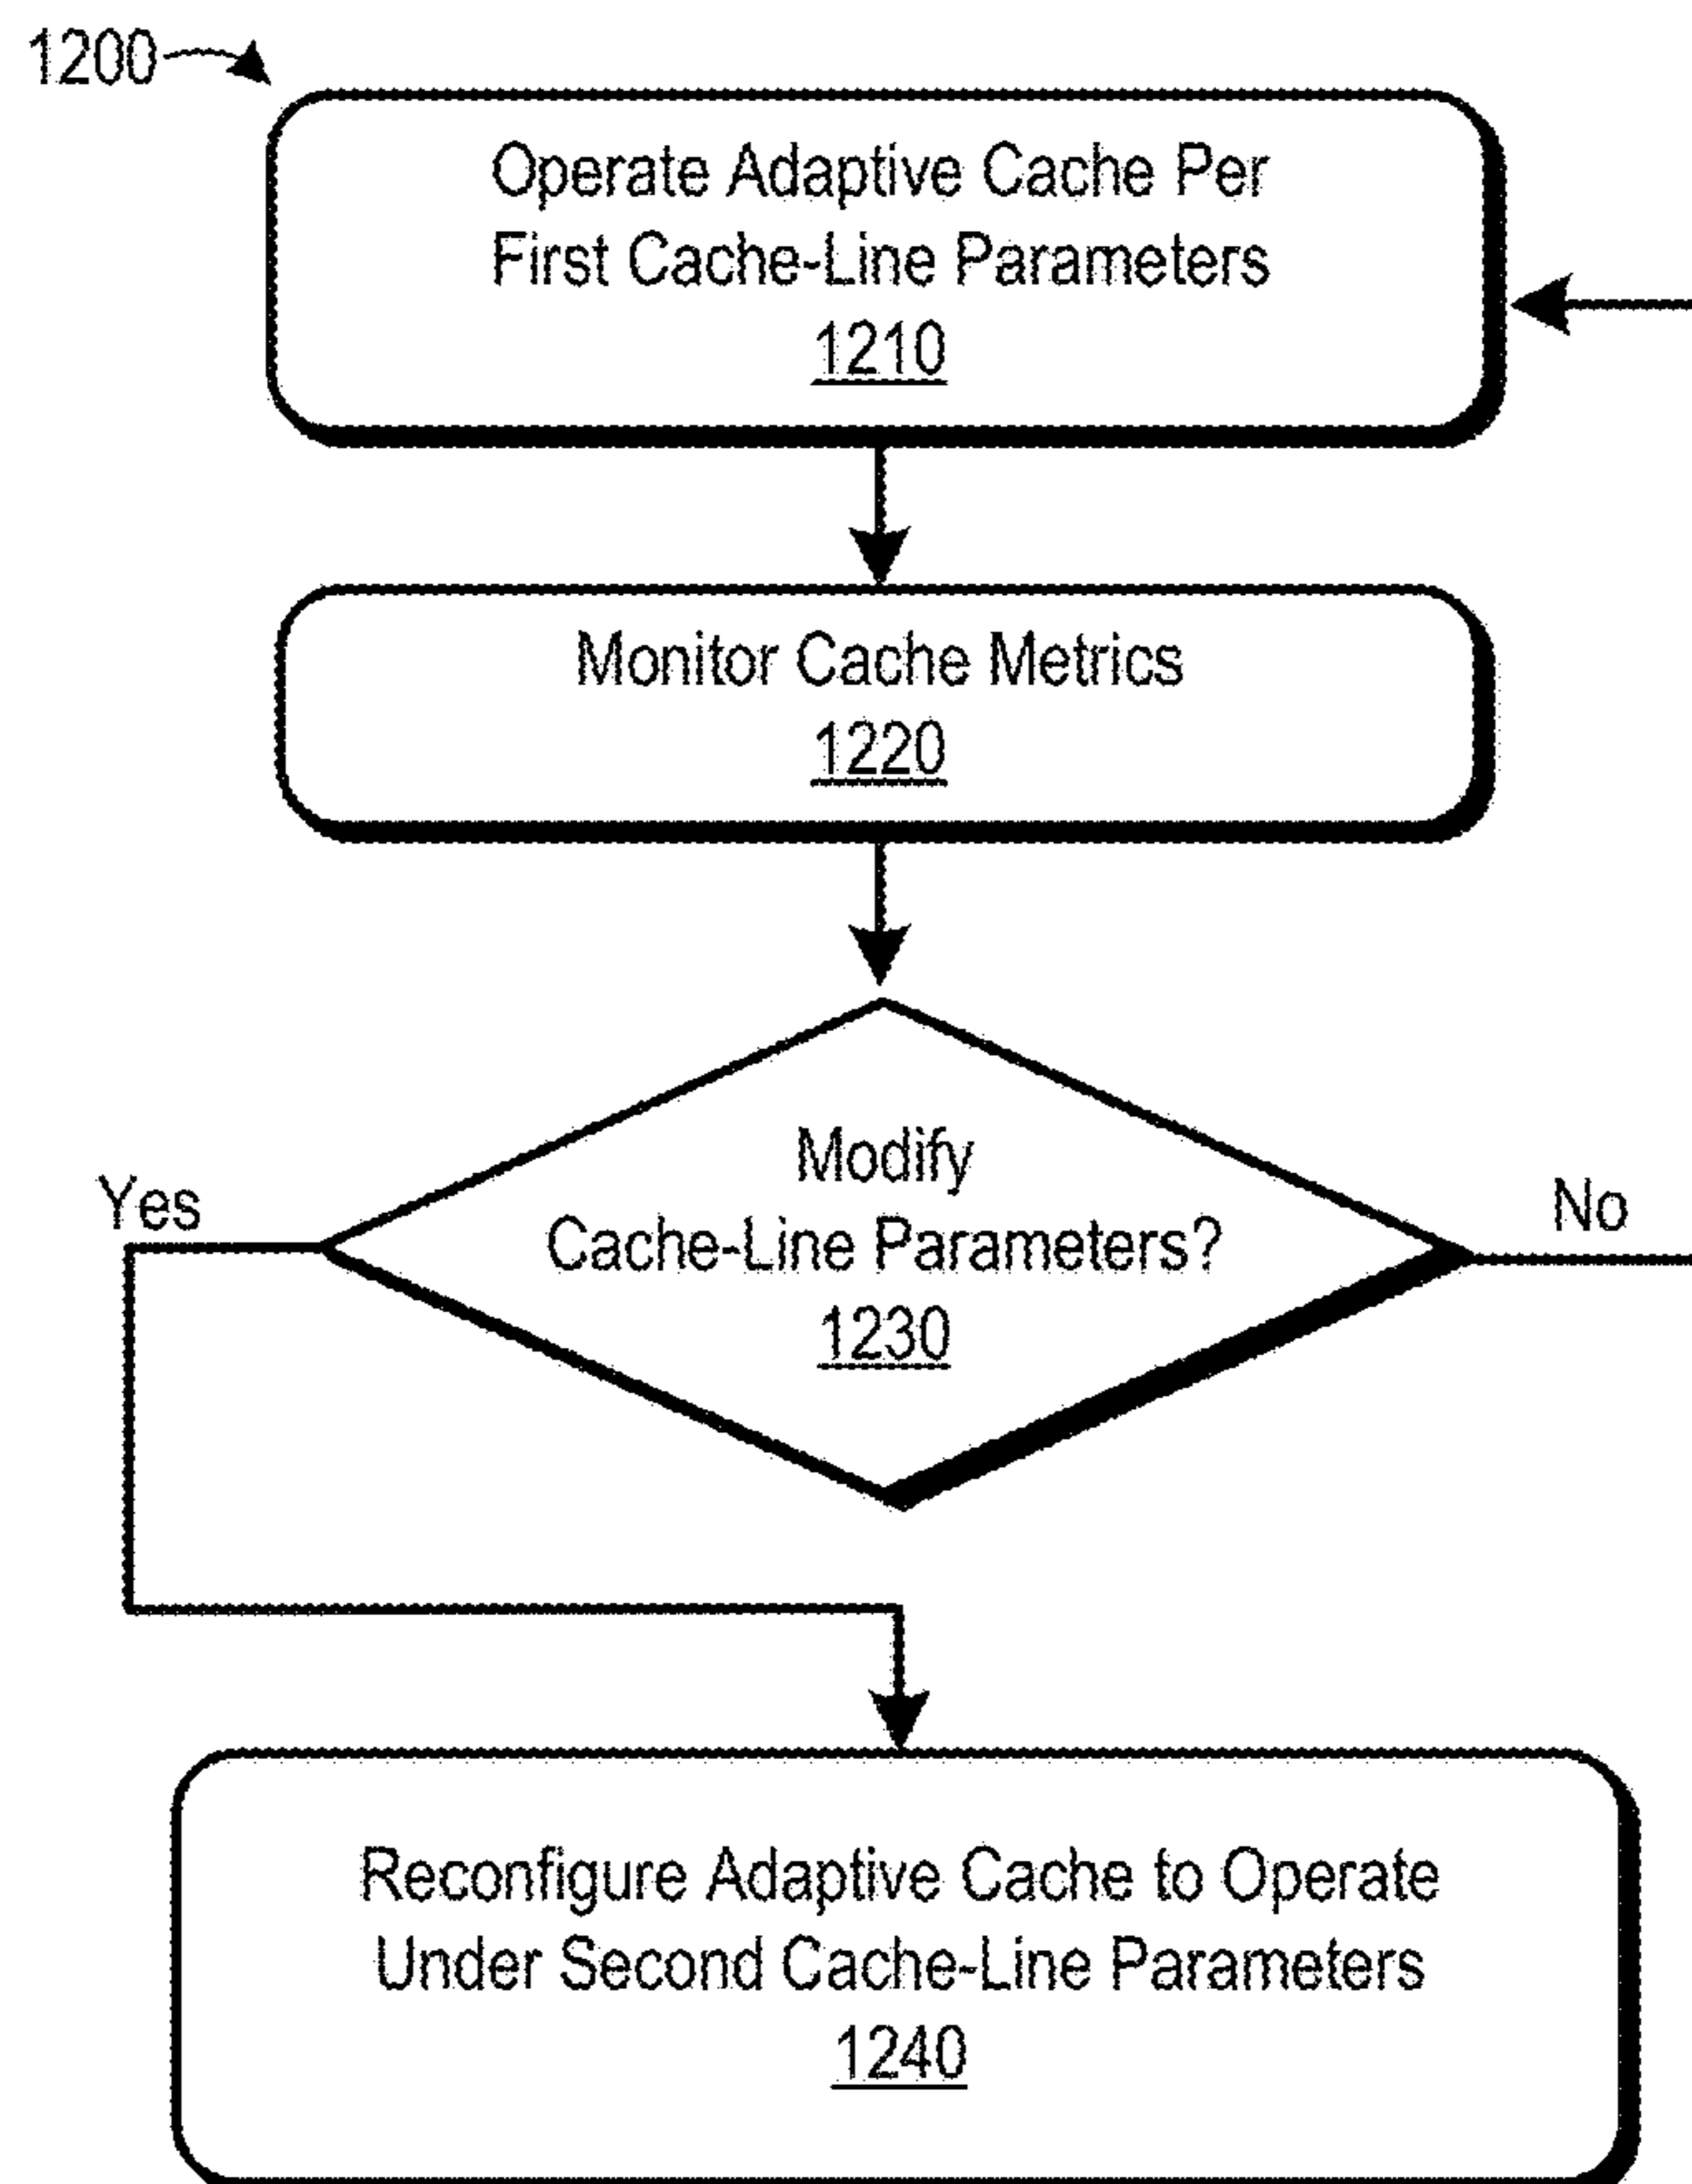 1200
Operate Adaptive Cache Per
First Cache-Line Parameters
1210
Monitor Cache Metrics
1220
Modify
Cache-Line Parameters?
1230
Yes
No
Reconfigure Adaptive Cache to Operate
Under Second Cache-Line Parameters
1240